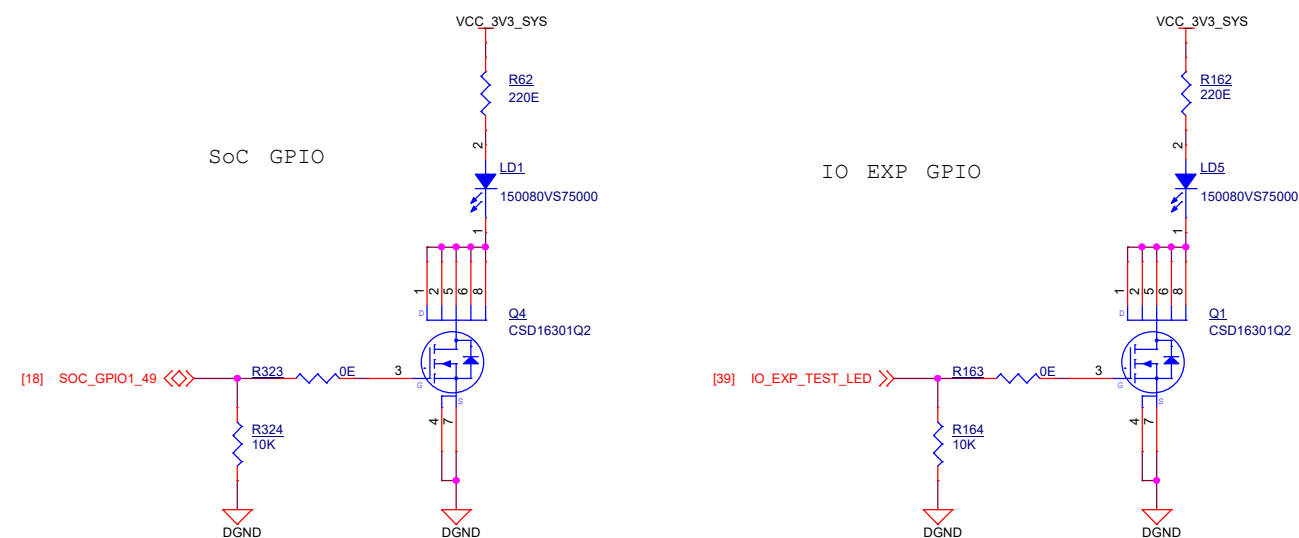 VCC_3V3_SYS
R62
220E
SoC GPIO
2
LD1
150080VS75000
1
1
2
5
6
8
D
Q4
CSD16301Q2
[18] SOC_GPIO1_49
R323
0E
3
G
S
R324
10K
4
7
DGND
DGND
VCC_3V3_SYS
R162
220E
IO EXP GPIO
2
LD5
150080VS75000
1
1
2
5
6
8
D
Q1
CSD16301Q2
[39] IO_EXP_TEST_LED
R163
0E
3
G
S
R164
10K
4
7
DGND
DGND